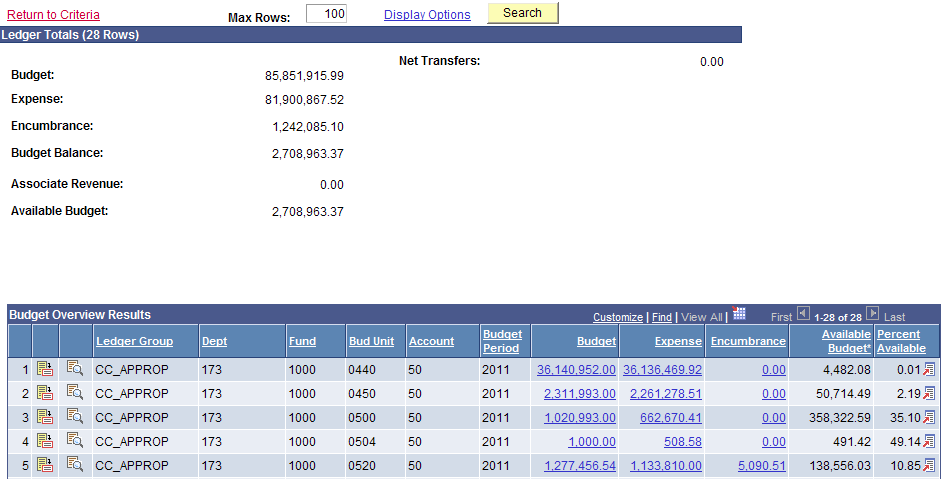 Return to Criteria Max Rows: 100 Display Options Search
Ledger Totals (28 Rows)
Net Transfers: 0.00
Budget: 85,851,915.99
Expense: 81,900,867.52
Encumbrance: 1,242,085.10
Budget Balance: 2,708,963.37
Associate Revenue: 0.00
Available Budget: 2,708,963.37
Budget Overview Results Customize | Find | View All | First 1-28 of 28 Last
Ledger Group Dept Fund Bud Unit Account Budget Period Budget Expense Encumbrance Available Budget* Percent Available
1 CC_APPROP 173 1000 0440 50 2011 36,140,952.00 36,136,469.92 0.00 4,482.08 0.01
2 CC_APPROP 173 1000 0450 50 2011 2,311,993.00 2,261,278.51 0.00 50,714.49 2.19
3 CC_APPROP 173 1000 0500 50 2011 1,020,993.00 662,670.41 0.00 358,322.59 35.10
4 CC_APPROP 173 1000 0504 50 2011 1,000.00 508.58 0.00 491.42 49.14
5 CC_APPROP 173 1000 0520 50 2011 1,277,456.54 1,133,810.00 5,090.51 138,556.03 10.85